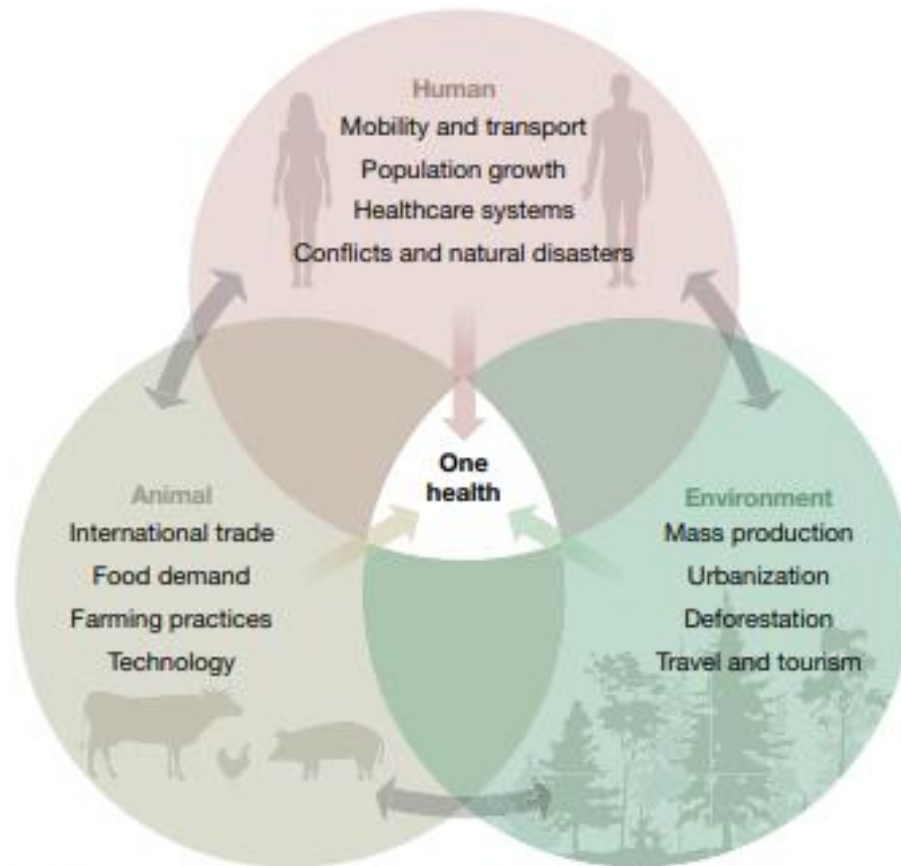 Human
Mobility and transport
Population growth
Healthcare systems
Conflicts and natural disasters
One
health
Animal
International trade
Food demand
Farming practices
Technology
Environment
Mass production
Urbanization
Deforestation
Travel and tourism